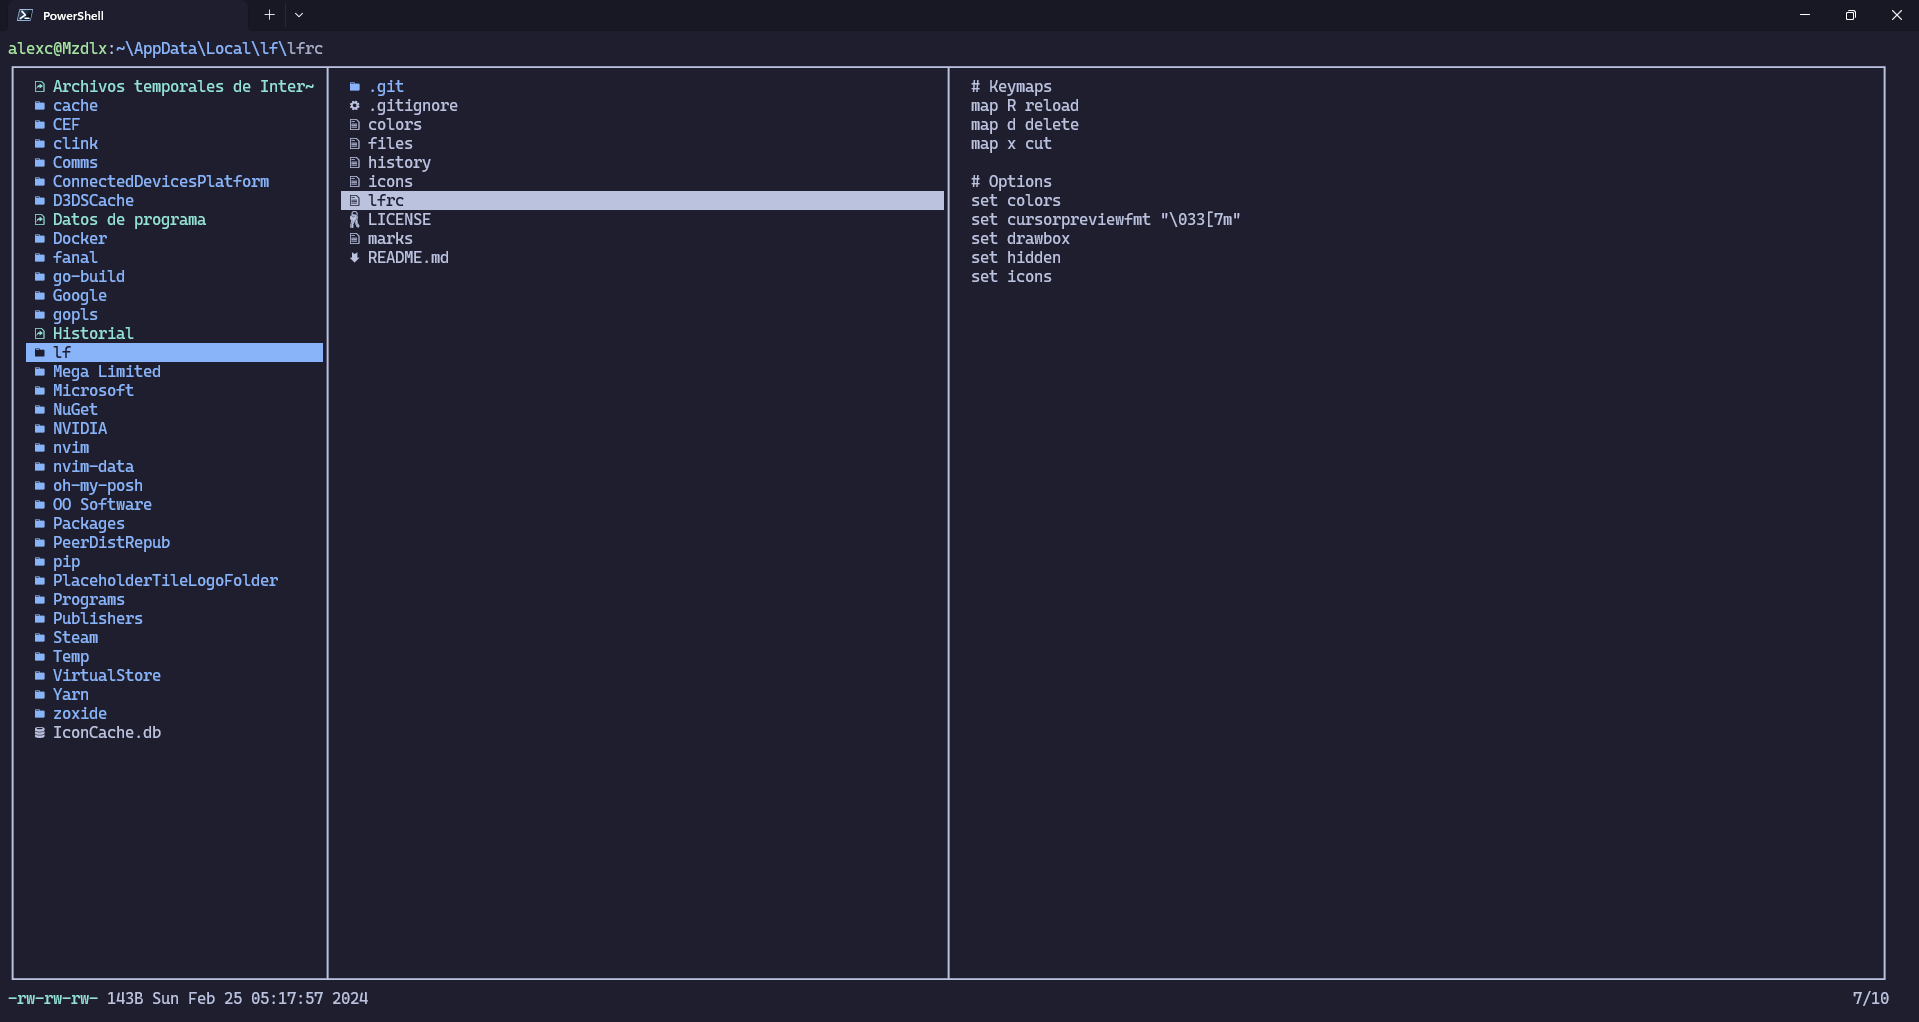 PowerShell
alexc@Mzdlx:~\AppData\Local\lf\lfrc
Archivos temporales de Inter~
cache
CEF
clink
Comms
ConnectedDevicesPlatform
D3DSCache
Datos de programa
Docker
fanal
go-build
Google
gopls
Historial
lf
Mega Limited
Microsoft
NuGet
NVIDIA
nvim
nvim-data
oh-my-posh
OO Software
Packages
PeerDistRepub
pip
PlaceholderTileLogoFolder
Programs
Publishers
Steam
Temp
VirtualStore
Yarn
zoxide
IconCache.db
.git
.gitignore
colors
files
history
icons
lfrc
LICENSE
marks
README.md
# Keymaps
map R reload
map d delete
map x cut
# Options
set colors
set cursorpreviewfmt "\033[7m"
set drawbox
set hidden
set icons
-rw-rw-rw- 143B Sun Feb 25 05:17:57 2024
7/10